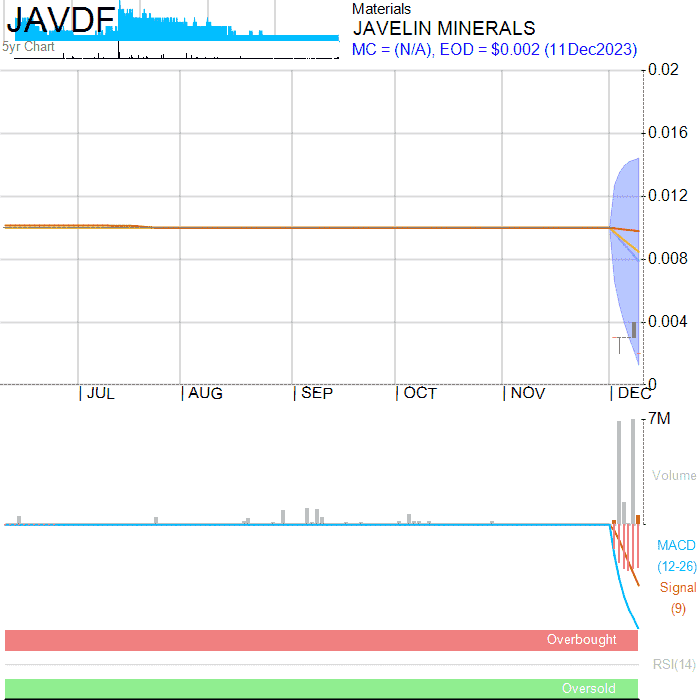 JAVDF
5yr Chart
Materials
JAVELIN MINERALS
MC = (N/A), EOD = $0.002 (11Dec2023)
0.02
0.016
0.012
0.008
0.004
0
JUL
AUG
SEP
OCT
NOV
DEC
7M
Volume
MACD
(12-26)
Signal
(9)
Overbought
RSI(14)
Oversold